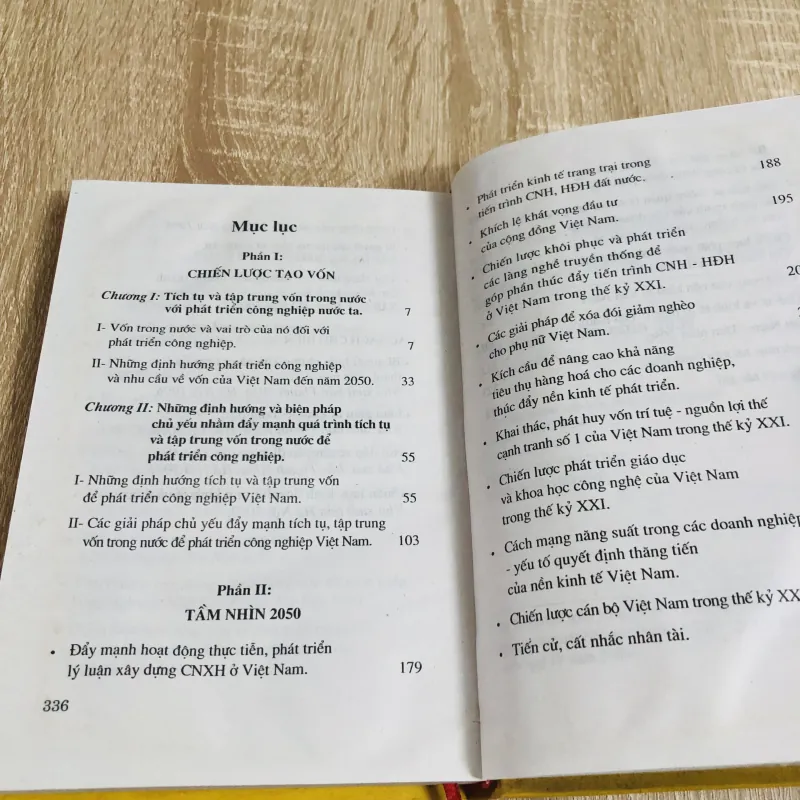 Mục lục
Phần I:
CHIẾN LƯỢC TẠO VỐN
Chương I: Tích tụ và tập trung vốn trong nước
với phát triển công nghiệp nước ta. 7
I- Vốn trong nước và vai trò của nó đối với
phát triển công nghiệp. 7
II- Những định hướng phát triển công nghiệp
và nhu cầu về vốn của Việt Nam đến năm 2050. 33
Chương II: Những định hướng và biện pháp
chủ yếu nhằm đẩy mạnh quá trình tích tụ
và tập trung vốn trong nước để
phát triển công nghiệp. 55
I- Những định hướng tích tụ và tập trung vốn
để phát triển công nghiệp Việt Nam. 55
II- Các giải pháp chủ yếu đẩy mạnh tích tụ, tập trung
vốn trong nước để phát triển công nghiệp Việt Nam. 103
Phần II:
TẦM NHÌN 2050
• Đẩy mạnh hoạt động thực tiễn, phát triển
lý luận xây dựng CNXH ở Việt Nam. 179
336
• Phát triển kinh tế trang trại trong
tiến trình CNH, HĐH đất nước. 188
• Khích lệ khát vọng đầu tư
của cộng đồng Việt Nam. 195
• Chiến lược khôi phục và phát triển
các làng nghề truyền thống để
góp phần thúc đẩy tiến trình CNH - HĐH
ở Việt Nam trong thế kỷ XXI.
• Các giải pháp để xóa đói giảm nghèo
cho phụ nữ Việt Nam.
• Kích cầu để nâng cao khả năng
tiêu thụ hàng hoá cho các doanh nghiệp,
thúc đẩy nền kinh tế phát triển.
• Khai thác, phát huy vốn trí tuệ - nguồn lợi thế
cạnh tranh số 1 của Việt Nam trong thế kỷ XXI.
• Chiến lược phát triển giáo dục
và khoa học công nghệ của Việt Nam
trong thế kỷ XXI.
• Cách mạng năng suất trong các doanh nghiệp
- yếu tố quyết định thăng tiến
của nền kinh tế Việt Nam.
• Chiến lược cán bộ Việt Nam trong thế kỷ
• Tiến cử, cất nhắc nhân tài.